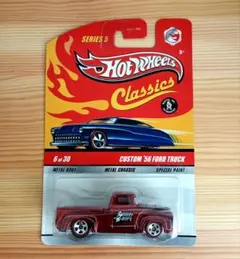 SERIES 5
Hot Wheels
Classics
6 of 30
CUSTOM '56 FORD TRUCK
METAL BODY METAL CHASSIS SPECIAL PAINT